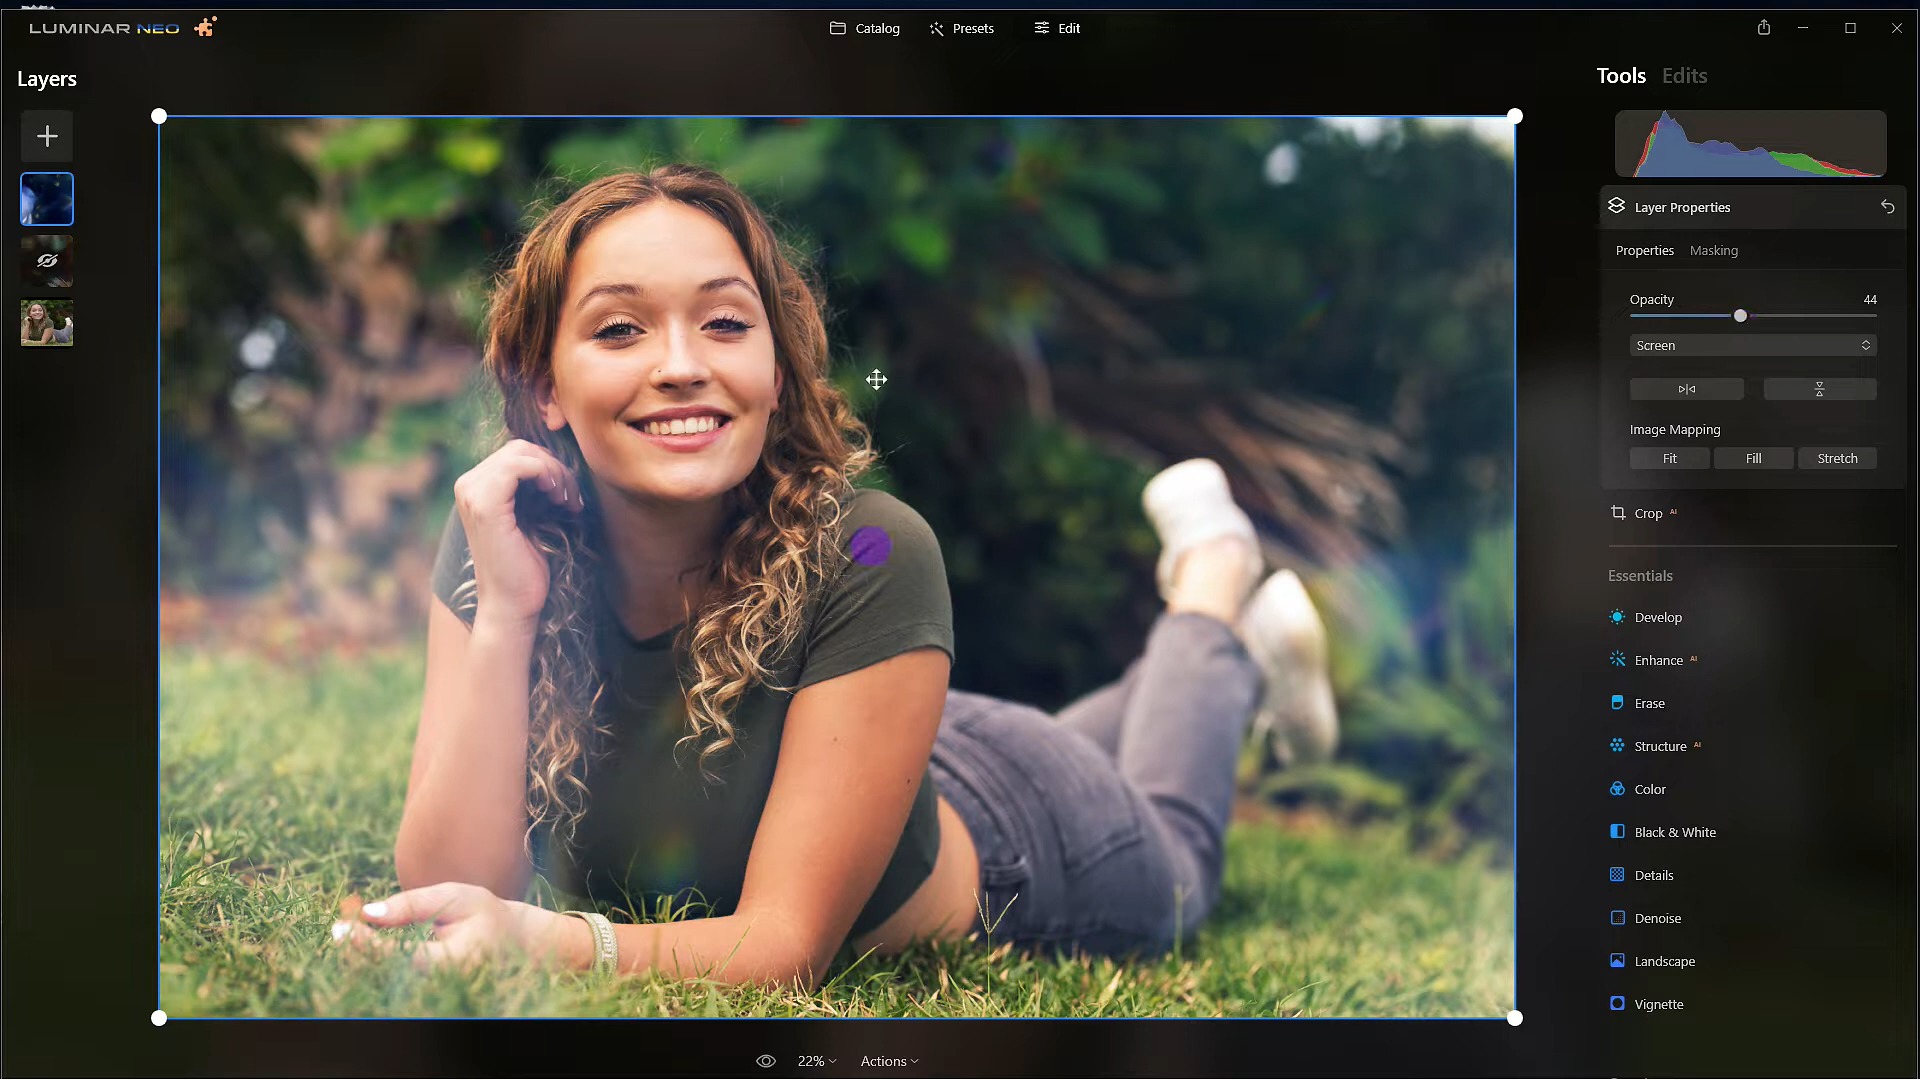 LUMINAR NEO
Catalog
Presets
Edit
Layers
Tools
Edits
Layer Properties
Properties
Masking
Opacity
44
Screen
Image Mapping
Fit
Fill
Stretch
Crop AI
Essentials
Develop
Enhance AI
Erase
Structure AI
Color
Black & White
Details
Denoise
Landscape
Vignette
22%
Actions